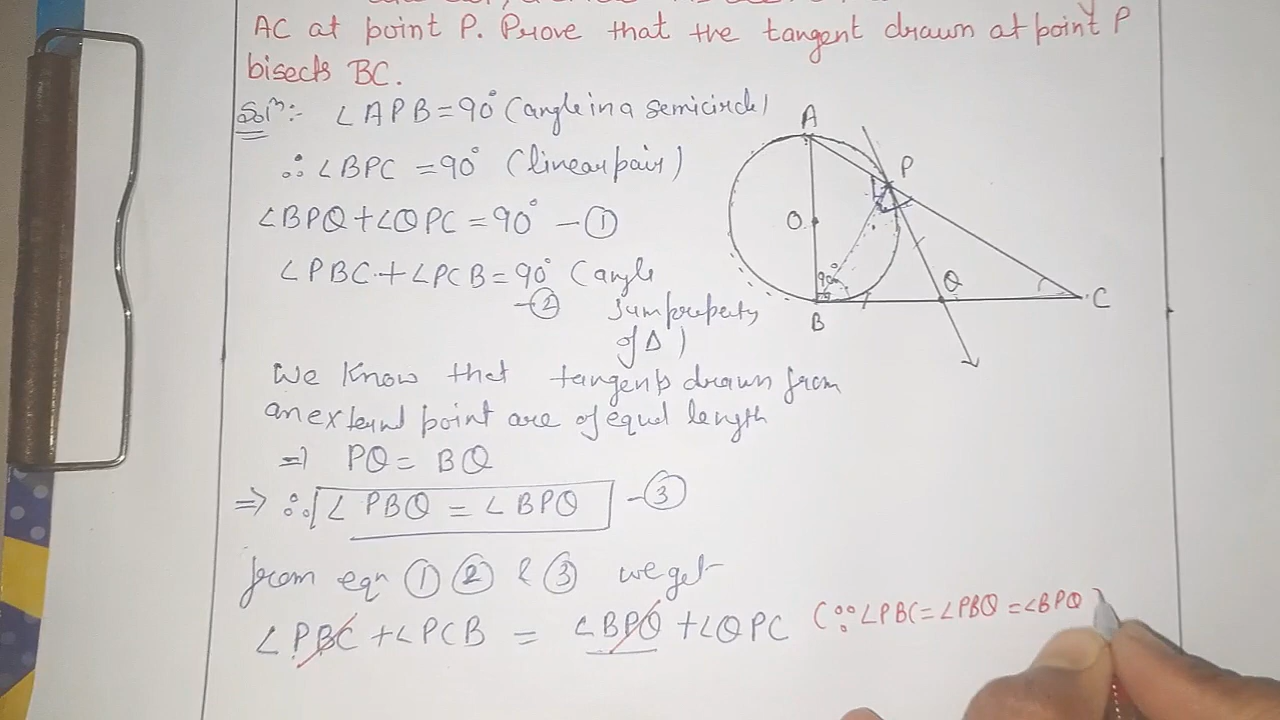 AC at point P. Prove that the tangent drawn at point P
bisects BC.
Solⁿ:- ∠APB = 90° (angle in a semicircle)
∴ ∠BPC = 90° (linear pair)
∠BPQ + ∠QPC = 90° - ①
∠PBC + ∠PCB = 90° (angle
- ② sum property
of Δ)
We know that tangents drawn from
an external point are of equal length
=) PQ = BQ
=> ∴ ∠PBQ = ∠BPQ - ③
from eqn ① ② & ③ we get
∠PBC + ∠PCB = ∠BPQ + ∠QPC (∵ ∠PBC = ∠PBQ = ∠BPQ)
A
P
O
90°
Q
C
B